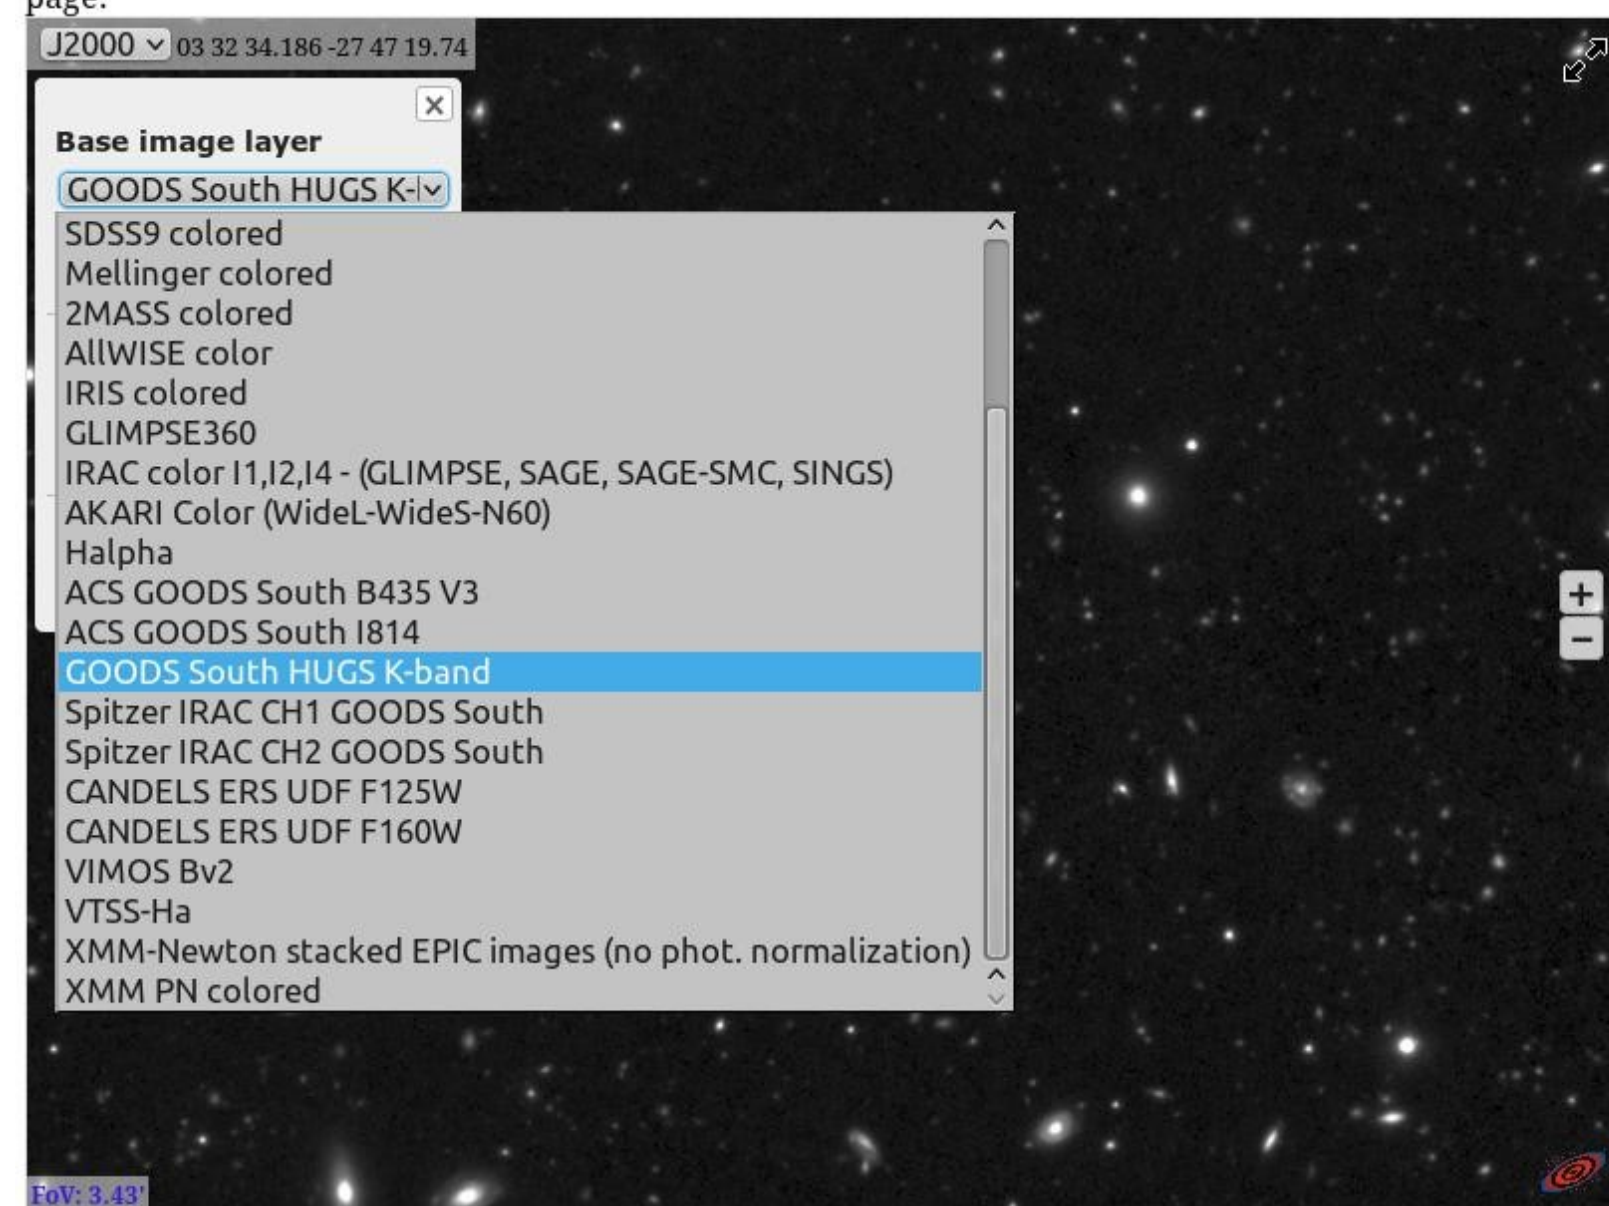 page.
J2000 03 32 34.186 -27 47 19.74
Base image layer
GOODS South HUGS K-
SDSS9 colored
Mellinger colored
2MASS colored
AllWISE color
IRIS colored
GLIMPSE360
IRAC color I1,I2,I4 - (GLIMPSE, SAGE, SAGE-SMC, SINGS)
AKARI Color (WideL-WideS-N60)
Halpha
ACS GOODS South B435 V3
ACS GOODS South I814
GOODS South HUGS K-band
Spitzer IRAC CH1 GOODS South
Spitzer IRAC CH2 GOODS South
CANDELS ERS UDF F125W
CANDELS ERS UDF F160W
VIMOS Bv2
VTSS-Ha
XMM-Newton stacked EPIC images (no phot. normalization)
XMM PN colored
FoV: 3.43'